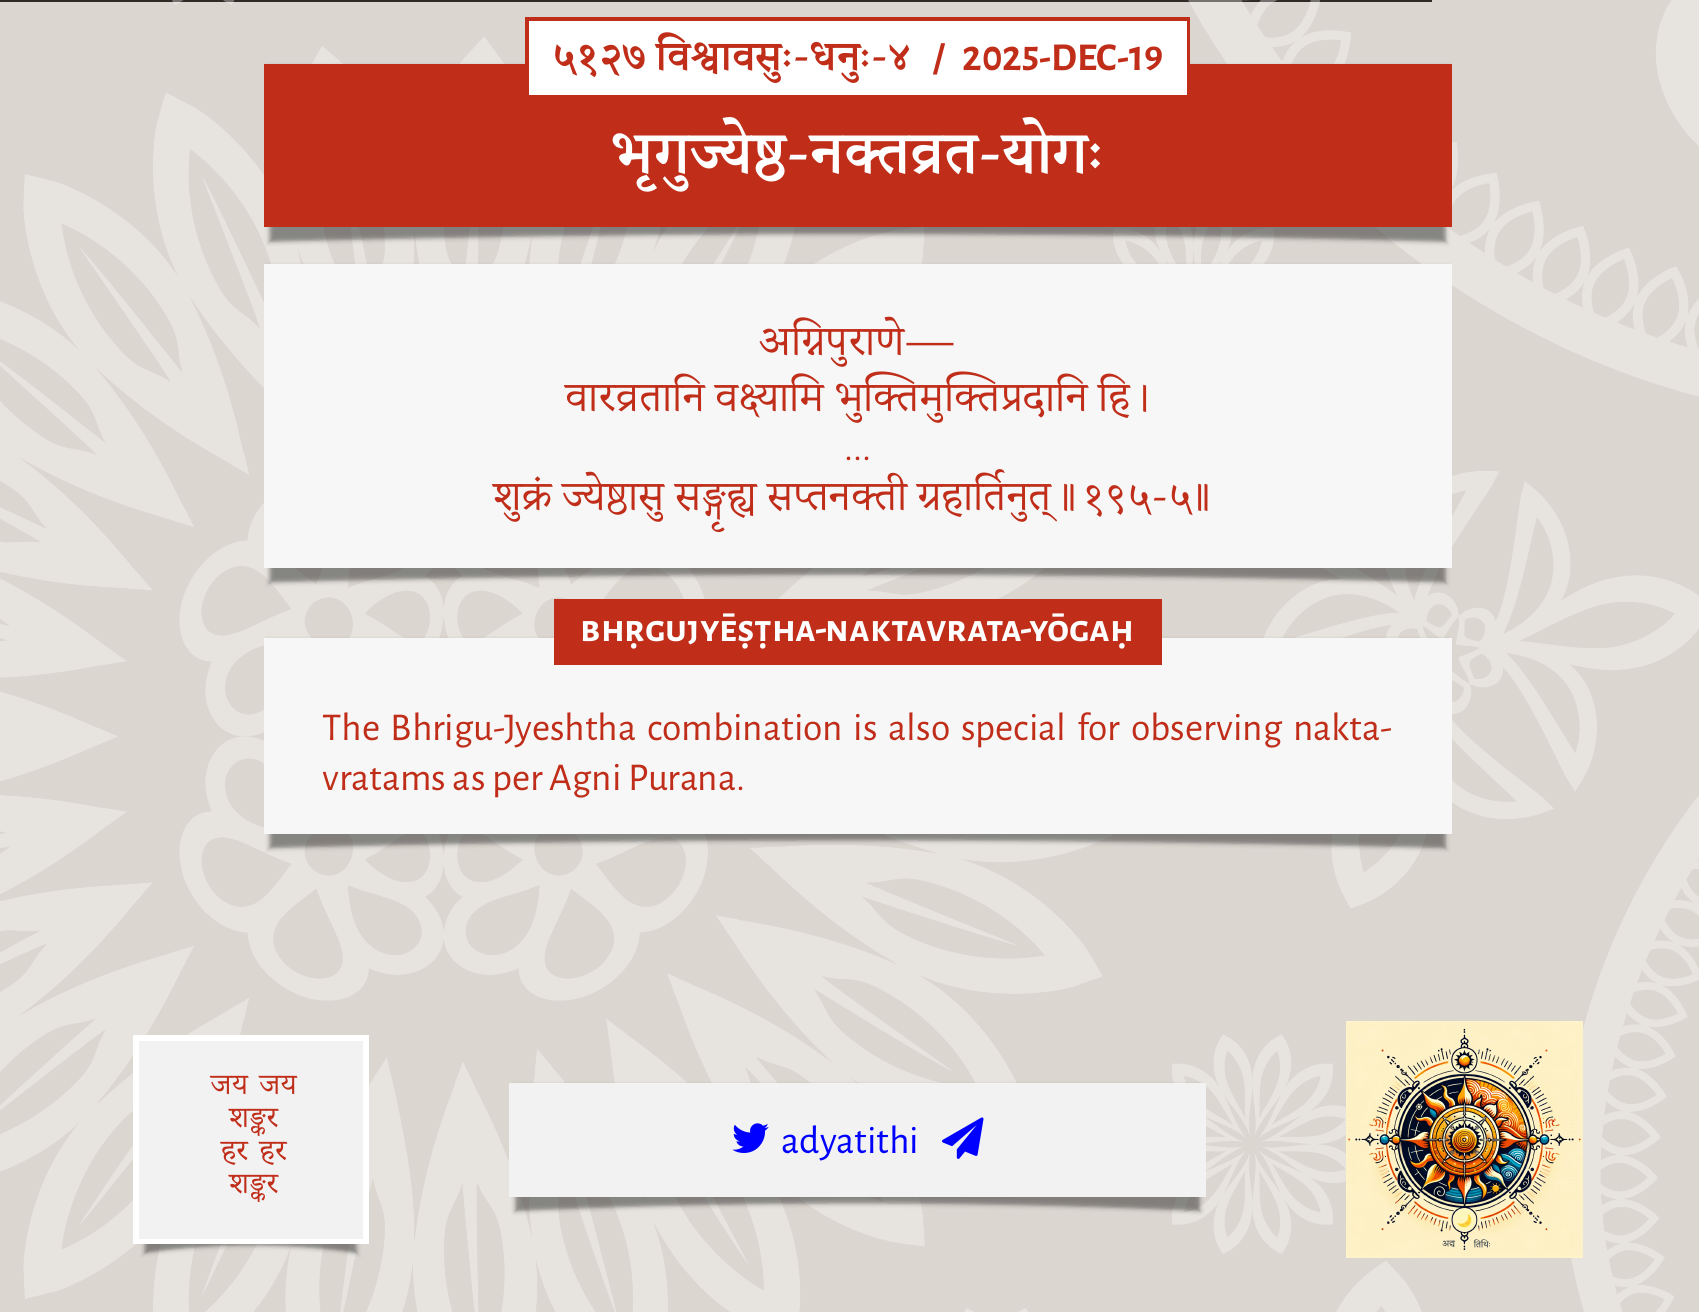 ५१२७ विश्वावसुः-धनुः-४ / 2025-DEC-19
भृगुज्येष्ठ-नक्तव्रत-योगः
अग्निपुराणे—
वारव्रतानि वक्ष्यामि भुक्तिमुक्तिप्रदानि हि।
…
शुक्रं ज्येष्ठासु सङ्गृह्य सप्तनक्ती ग्रहार्तिनुत्॥ १९५-५॥
BHṚGUJYĒṢṬHA-NAKTAVRATA-YŌGAḤ
The Bhrigu-Jyeshtha combination is also special for observing nakta-
vratams as per Agni Purana.
जय जय
शङ्कर
हर हर
शङ्कर
adyatithi
अद्य तिथिः